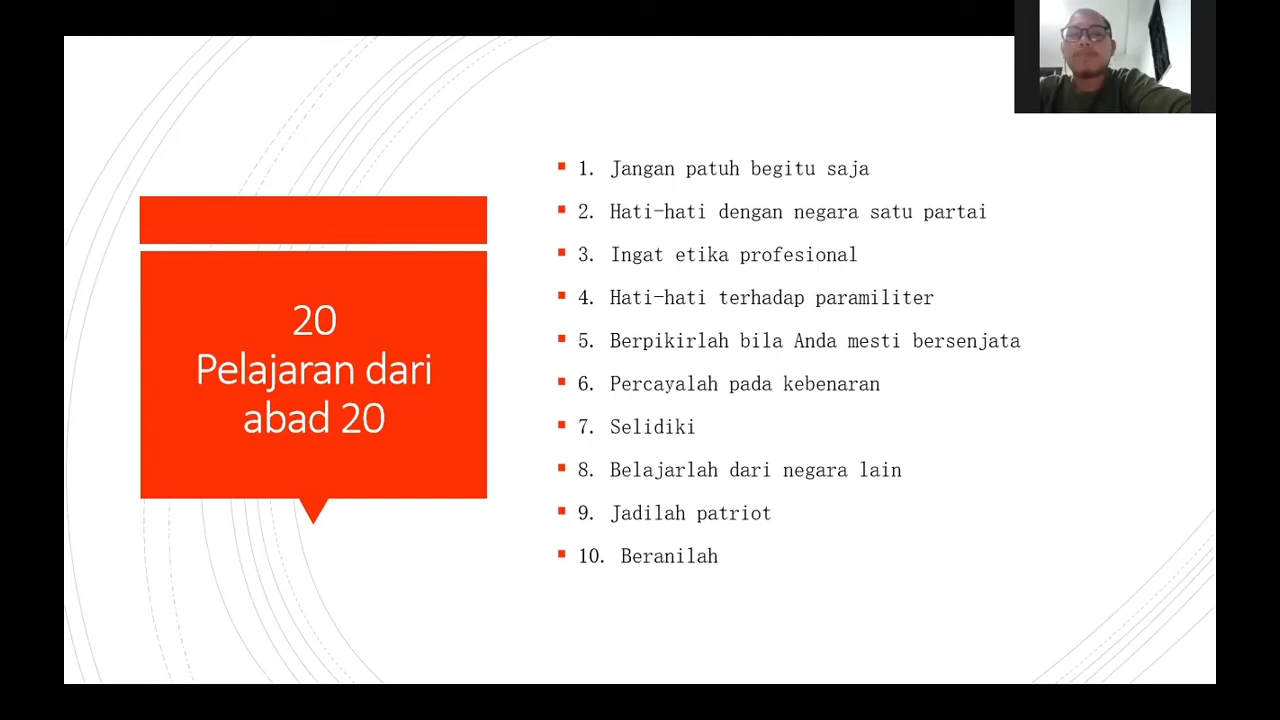 20
Pelajaran dari
abad 20
1. Jangan patuh begitu saja
2. Hati-hati dengan negara satu partai
3. Ingat etika profesional
4. Hati-hati terhadap paramiliter
5. Berpikirlah bila Anda mesti bersenjata
6. Percayalah pada kebenaran
7. Selidiki
8. Belajarlah dari negara lain
9. Jadilah patriot
10. Beranilah